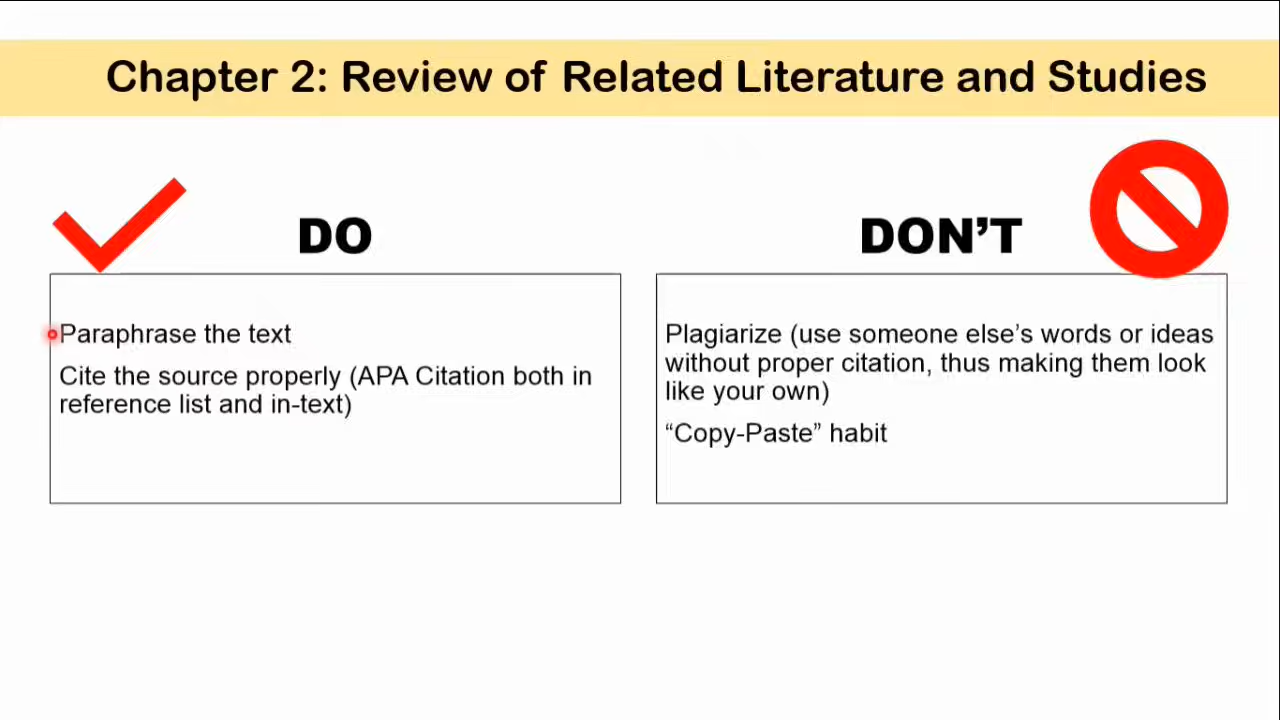 Chapter 2: Review of Related Literature and Studies
DO
Paraphrase the text
Cite the source properly (APA Citation both in
reference list and in-text)
DON’T
Plagiarize (use someone else’s words or ideas
without proper citation, thus making them look
like your own)
“Copy-Paste” habit